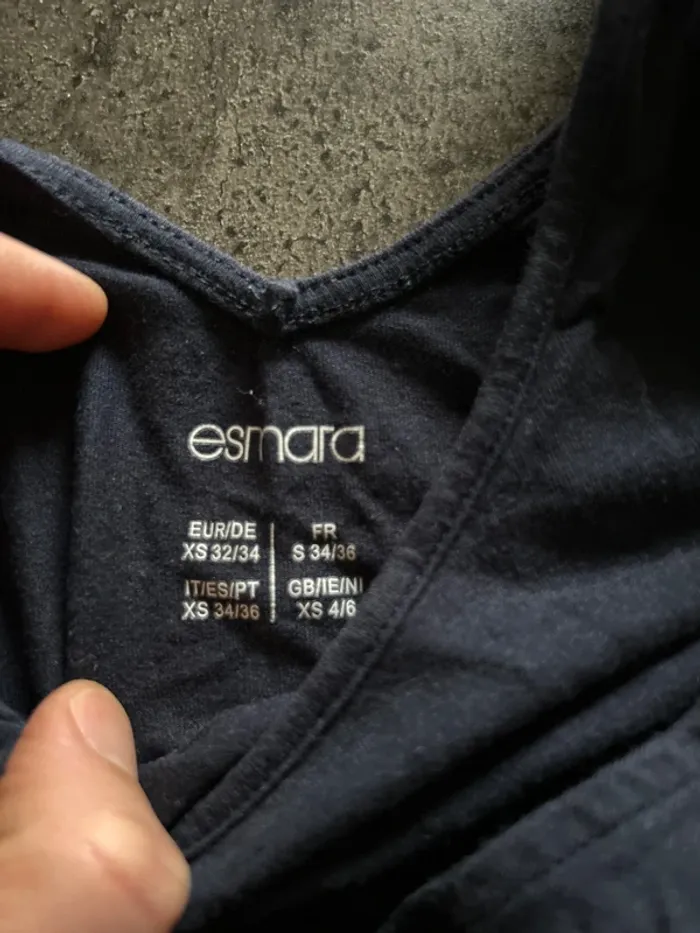 esmara
EUR/DE
XS 32/34
FR
S 34/36
IT/ES/PT
XS 34/36
GB/IE/NI
XS 4/6